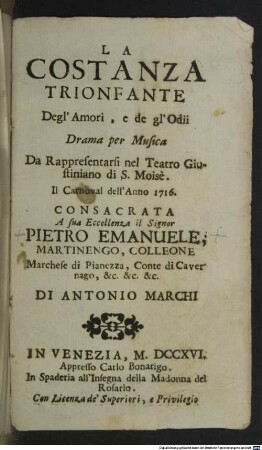 LA
COSTANZA
TRIONFANTE
Degl' Amori, e de gl'Odii
Drama per Musica
Da Rappresentarsi nel Teatro Giu-
stiniano di S. Moisè.
Il Carnoval dell'Anno 1716.
CONSACRATA
A sua Eccellenza il Signor
PIETRO EMANUELE,
MARTINENGO, COLLEONE
Marchese di Pianezza, Conte di Caver
nago, &c. &c. &c.
DI ANTONIO MARCHI
IN VENEZIA, M. DCCXVI.
Appresso Carlo Bonarigo.
In Spaderia all'Insegna della Madonna del
Rosario.
Con Licenza de' Superiori, e Privilegio